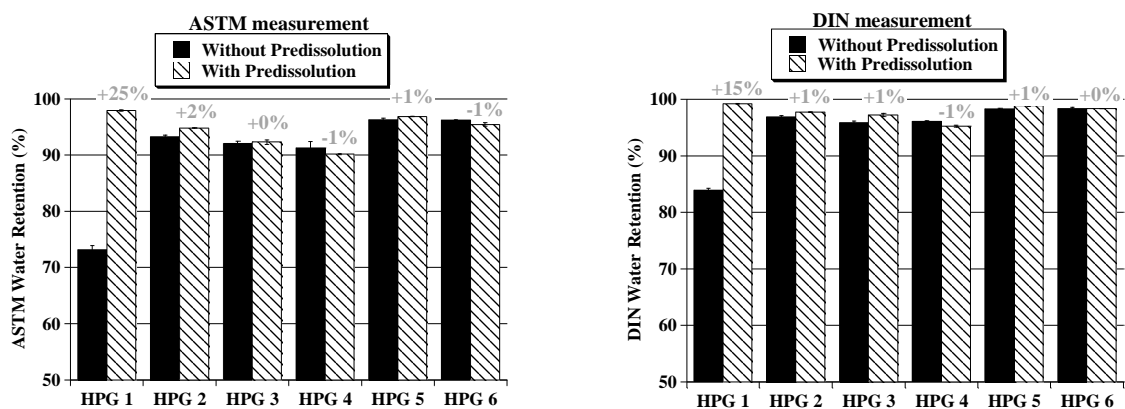 ASTM measurement
Without Predissolution
With Predissolution
ASTM Water Retention (%)
100
90
80
70
60
50
+25%
+2%
+0%
-1%
+1%
-1%
HPG 1 HPG 2 HPG 3 HPG 4 HPG 5 HPG 6
DIN measurement
Without Predissolution
With Predissolution
DIN Water Retention (%)
100
90
80
70
60
50
+15%
+1%
+1%
-1%
+1%
+0%
HPG 1 HPG 2 HPG 3 HPG 4 HPG 5 HPG 6